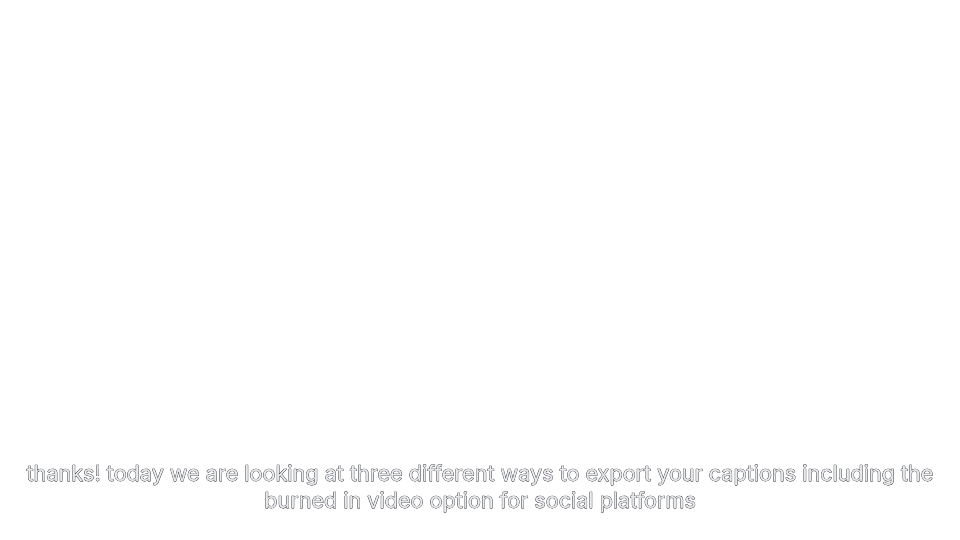 thanks! today we are looking at three different ways to export your captions including the
burned in video option for social platforms